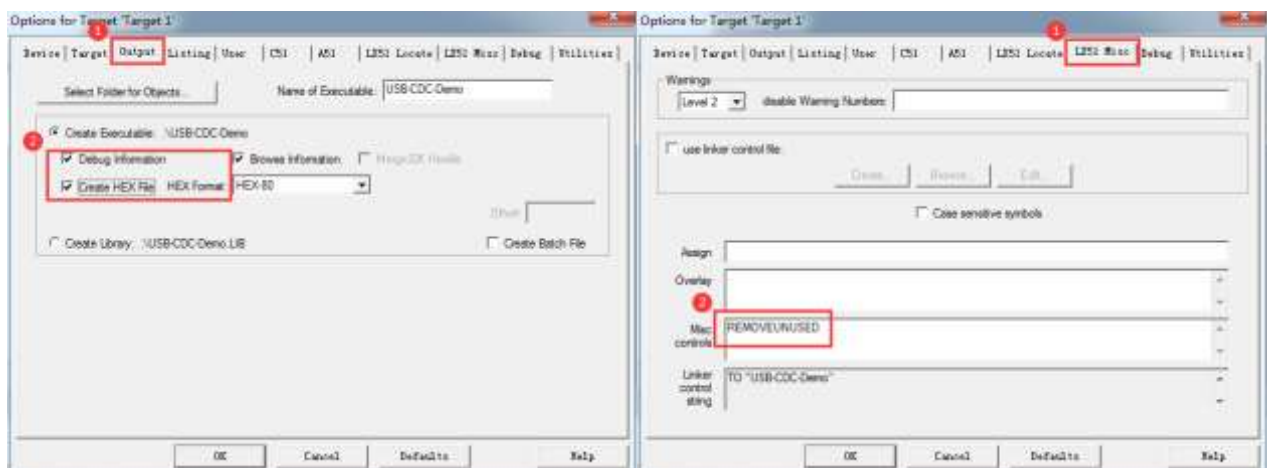 Options for Target 'Target 1'
1
Device | Target | Output | Listing | User | C51 | A51 | LX51 Locate | LX51 Misc | Debug | Utilities
Select Folder for Objects...
Name of Executable: USB-CDC-Demo
Create Executable: .\USB-CDC-Demo
2
Debug Information
Browse Information
Create HEX File
HEX Format: HEX-80
Create Library: .\USB-CDC-Demo.LIB
Create Batch File
OK
Cancel
Defaults
Help
Options for Target 'Target 1'
1
Device | Target | Output | Listing | User | C51 | A51 | LX51 Locate | LX51 Misc | Debug | Utilities
Warnings
Level 2
disable Warning Numbers:
use linker control file:
Create...
Browse...
Edit...
Case sensitive symbols
Assign
Overlay
2
Misc
controls
REMOVEUNUSED
Linker
control
string
TO "USB-CDC-Demo"
OK
Cancel
Defaults
Help